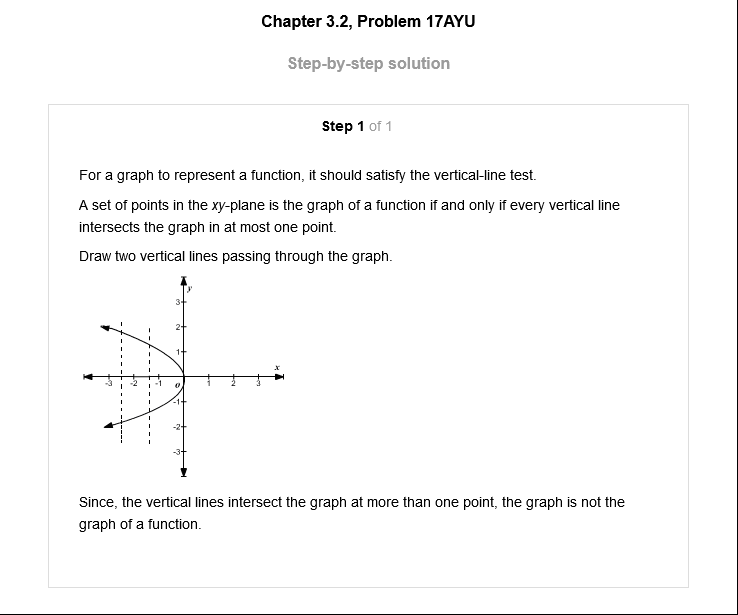 Chapter 3.2, Problem 17AYU
Step-by-step solution
Step 1 of 1
For a graph to represent a function, it should satisfy the vertical-line test.
A set of points in the xy-plane is the graph of a function if and only if every vertical line
intersects the graph in at most one point.
Draw two vertical lines passing through the graph.
y
3
2
1
x
-3 -2 -1 0 1 2 3
-1
-2
-3
Since, the vertical lines intersect the graph at more than one point, the graph is not the
graph of a function.